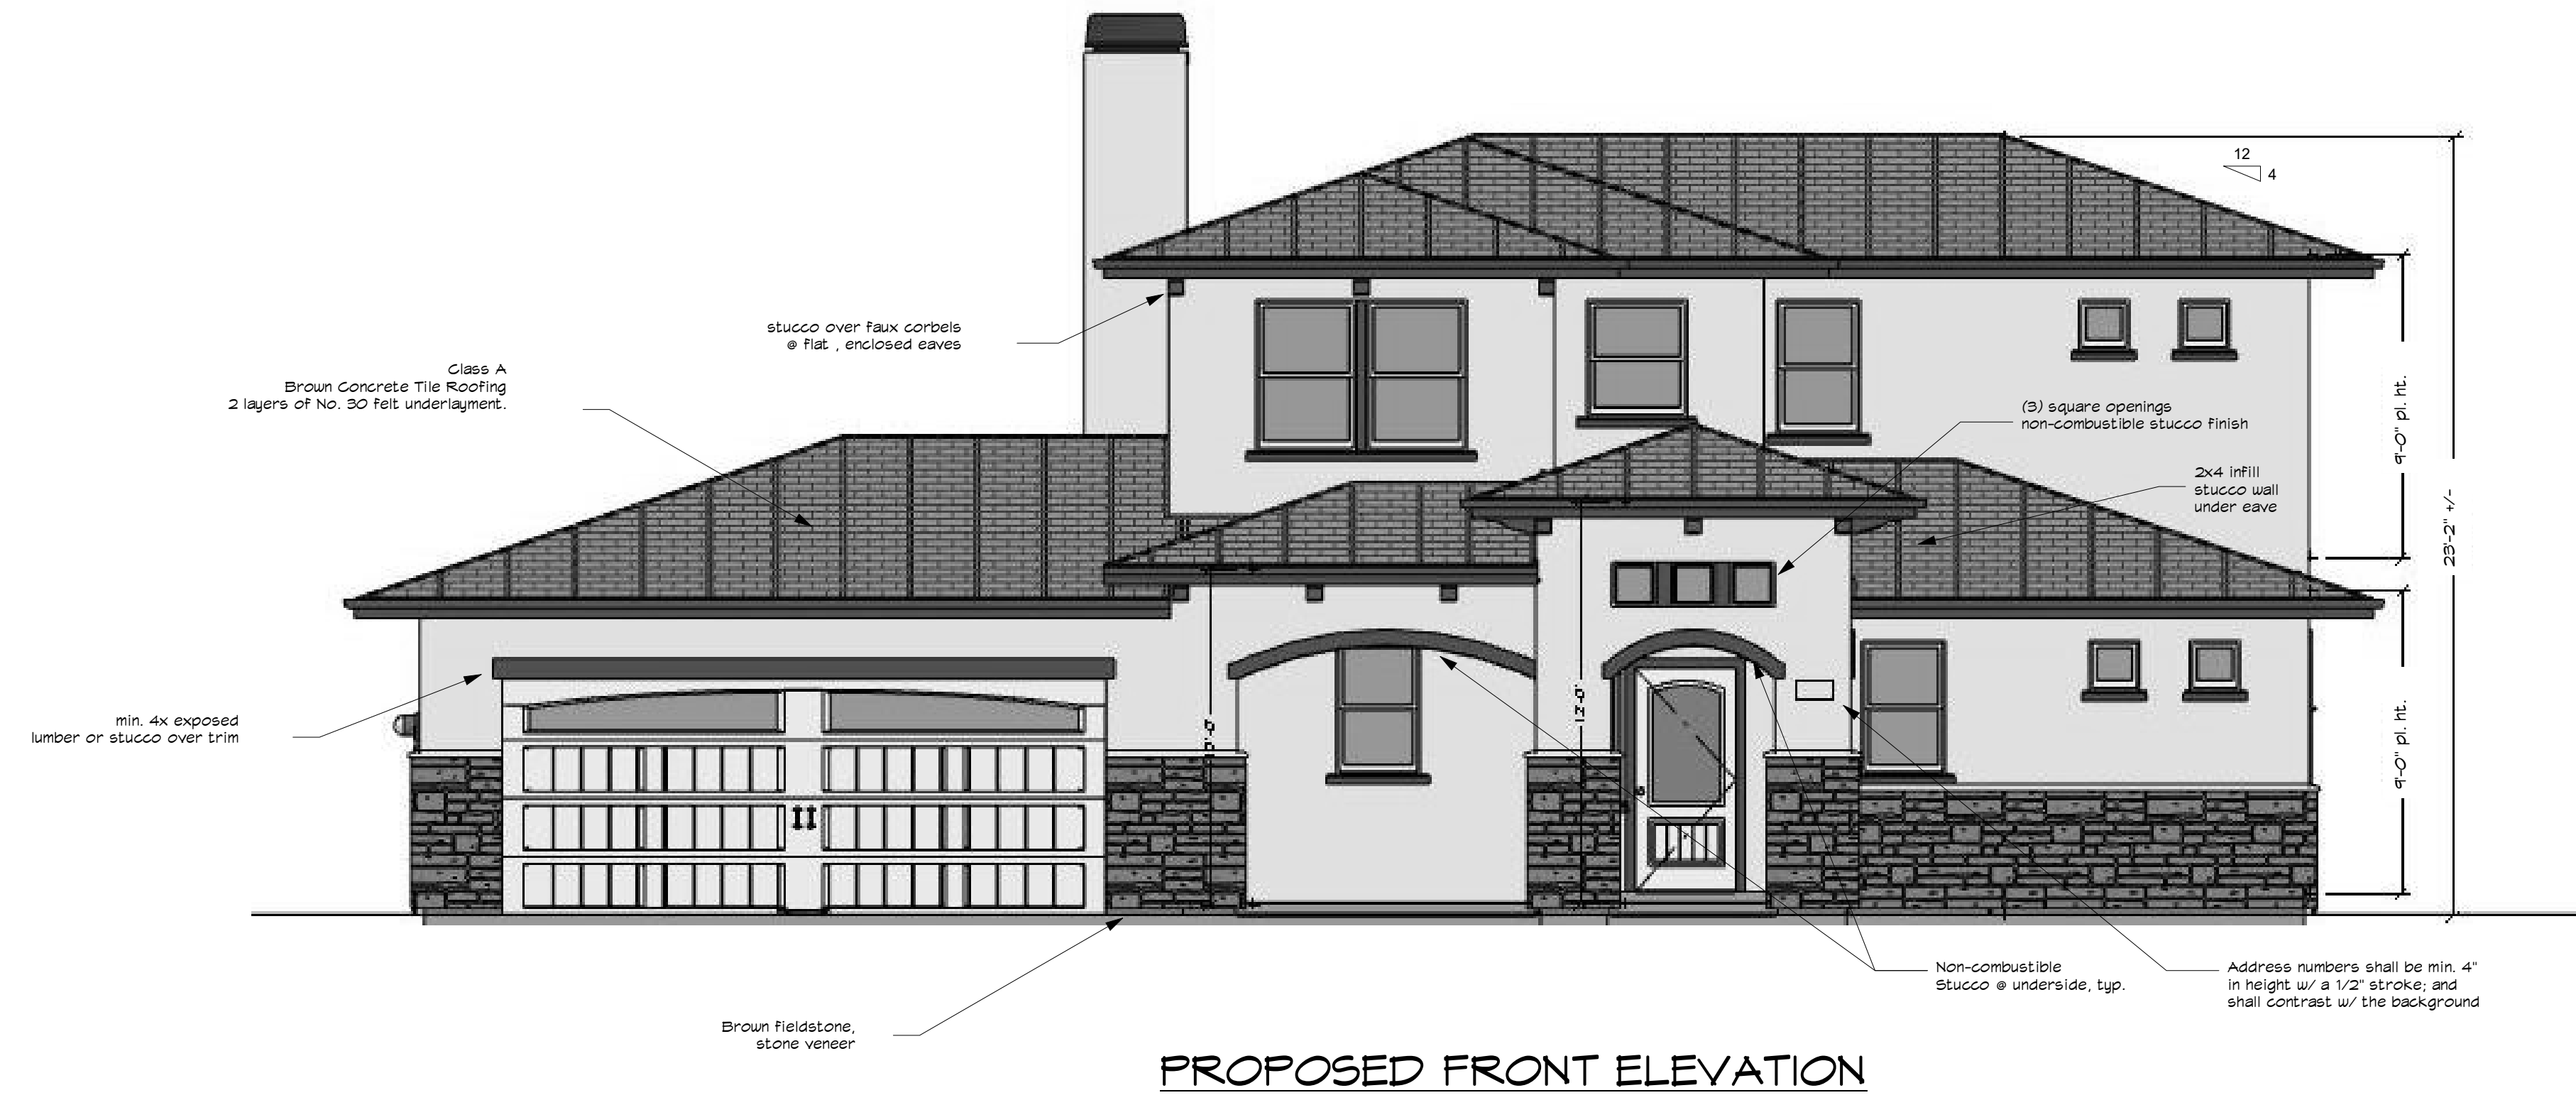 12
4
stucco over faux corbels
@ flat , enclosed eaves
Class A
Brown Concrete Tile Roofing
2 layers of No. 30 felt underlayment.
(3) square openings
non-combustible stucco finish
9'-0" pl. ht.
2x4 infill
stucco wall
under eave
23'-2" +/-
min. 4x exposed
lumber or stucco over trim
9'-0" pl. ht.
Non-combustible
Stucco @ underside, typ.
Address numbers shall be min. 4"
in height w/ a 1/2" stroke; and
shall contrast w/ the background
Brown fieldstone,
stone veneer
PROPOSED FRONT ELEVATION